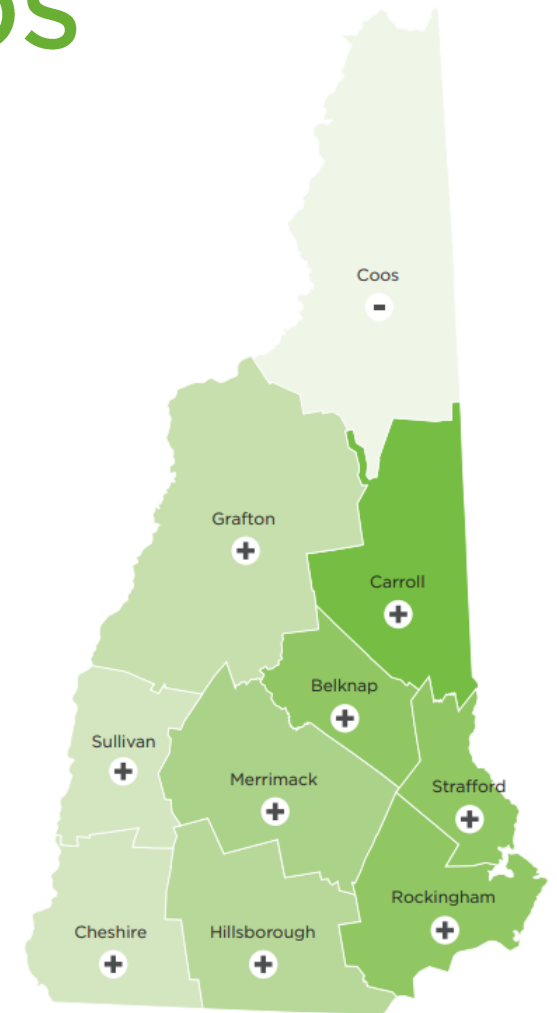 Coos
-
Grafton
+
Carroll
+
Belknap
+
Sullivan
+
Merrimack
+
Strafford
+
Rockingham
+
Cheshire
+
Hillsborough
+